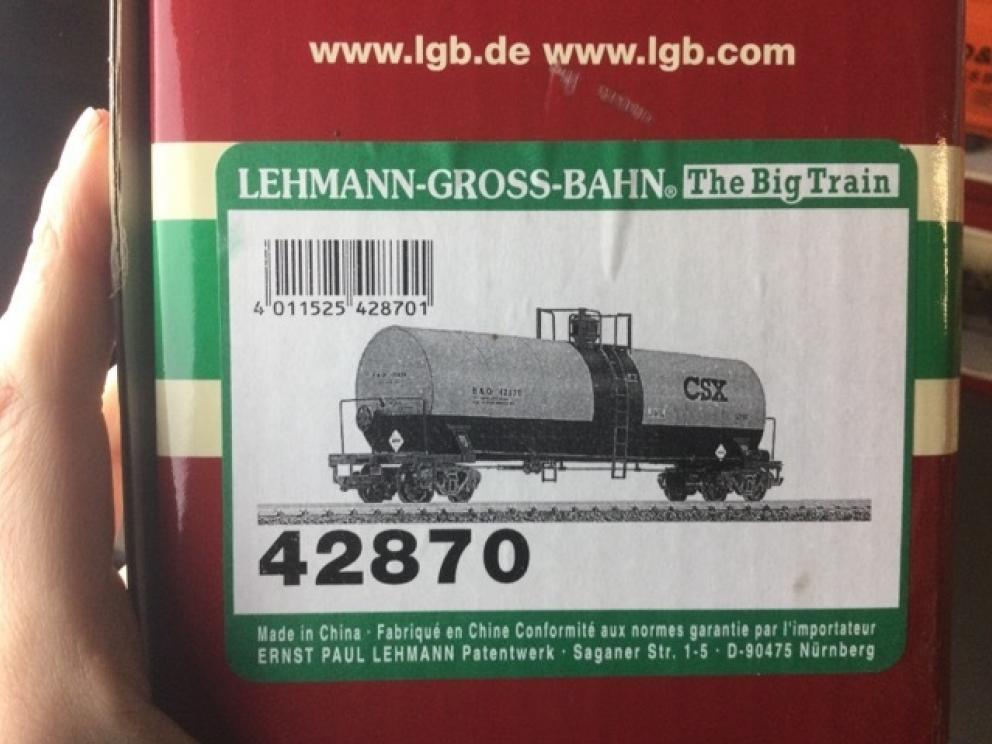 www.lgb.de www.lgb.com
LEHMANN-GROSS-BAHN® The Big Train
4 011525 428701
B & O 42870
CSX
42870
Made in China · Fabriqué en Chine Conformité aux normes garantie par l'importateur
ERNST PAUL LEHMANN Patentwerk · Saganer Str. 1-5 · D-90475 Nürnberg